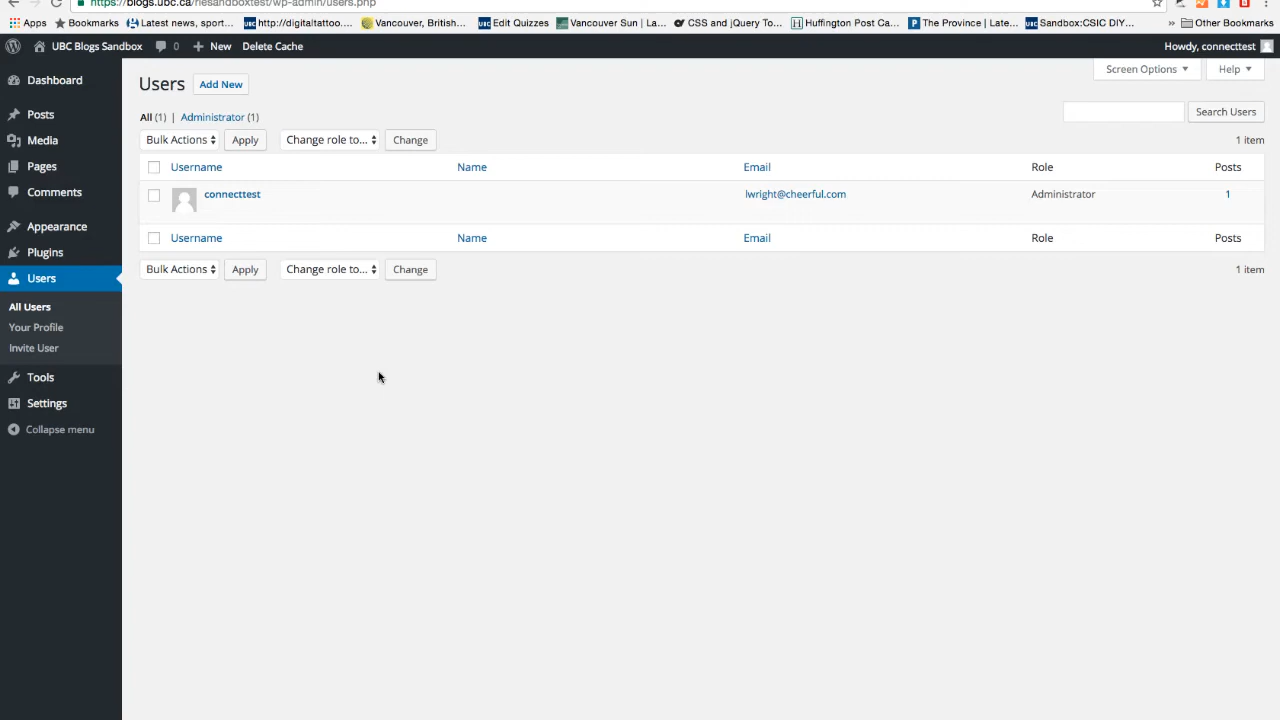 https://blogs.ubc.ca/riesandboxtest/wp-admin/users.php
Apps Bookmarks Latest news, sport... http://digitaltattoo.... Vancouver, British... UBC Edit Quizzes Vancouver Sun | La... CSS and jQuery To... Huffington Post Ca... The Province | Late... UBC Sandbox:CSIC DIY... » Other Bookmarks
UBC Blogs Sandbox 0 + New Delete Cache Howdy, connecttest
Dashboard
Posts
Media
Pages
Comments
Appearance
Plugins
Users
All Users
Your Profile
Invite User
Tools
Settings
Collapse menu
Screen Options Help
Users Add New
All (1) | Administrator (1)
Search Users
Bulk Actions Apply Change role to... Change 1 item
Username Name Email Role Posts
connecttest lwright@cheerful.com Administrator 1
Username Name Email Role Posts
Bulk Actions Apply Change role to... Change 1 item